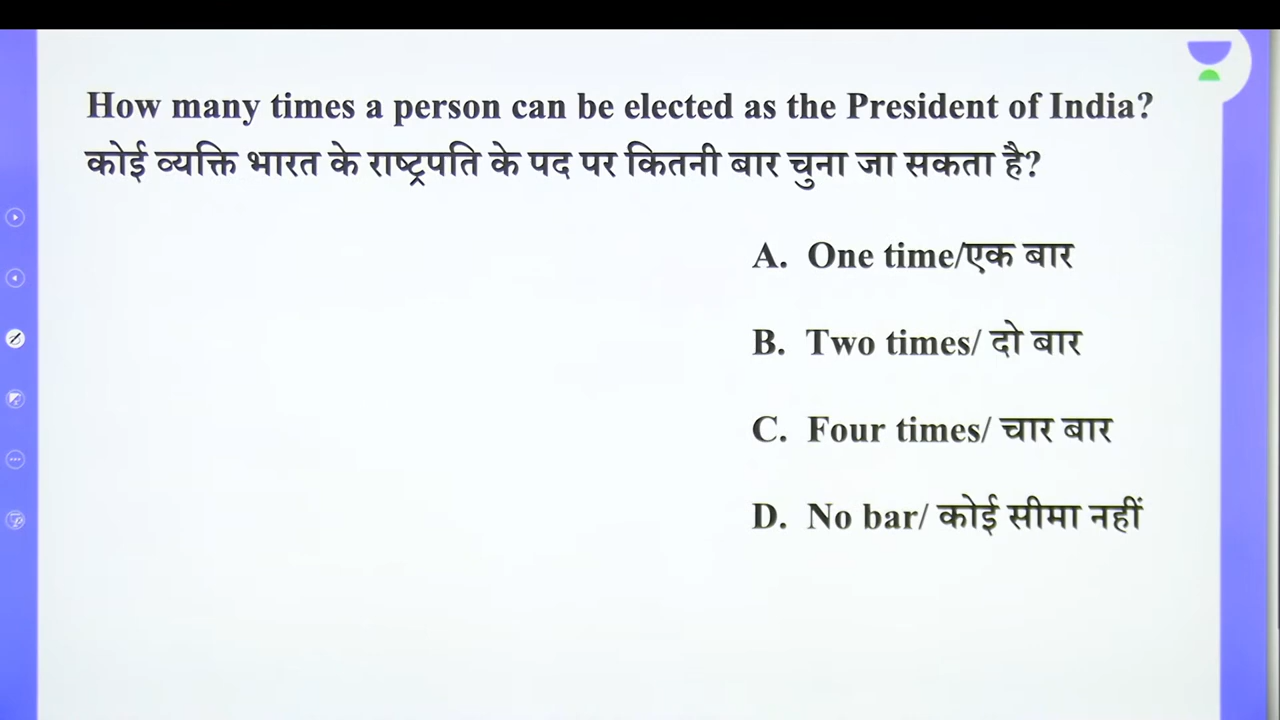 How many times a person can be elected as the President of India?
कोई व्यक्ति भारत के राष्ट्रपति के पद पर कितनी बार चुना जा सकता है?
A. One time/एक बार
B. Two times/ दो बार
C. Four times/ चार बार
D. No bar/ कोई सीमा नहीं